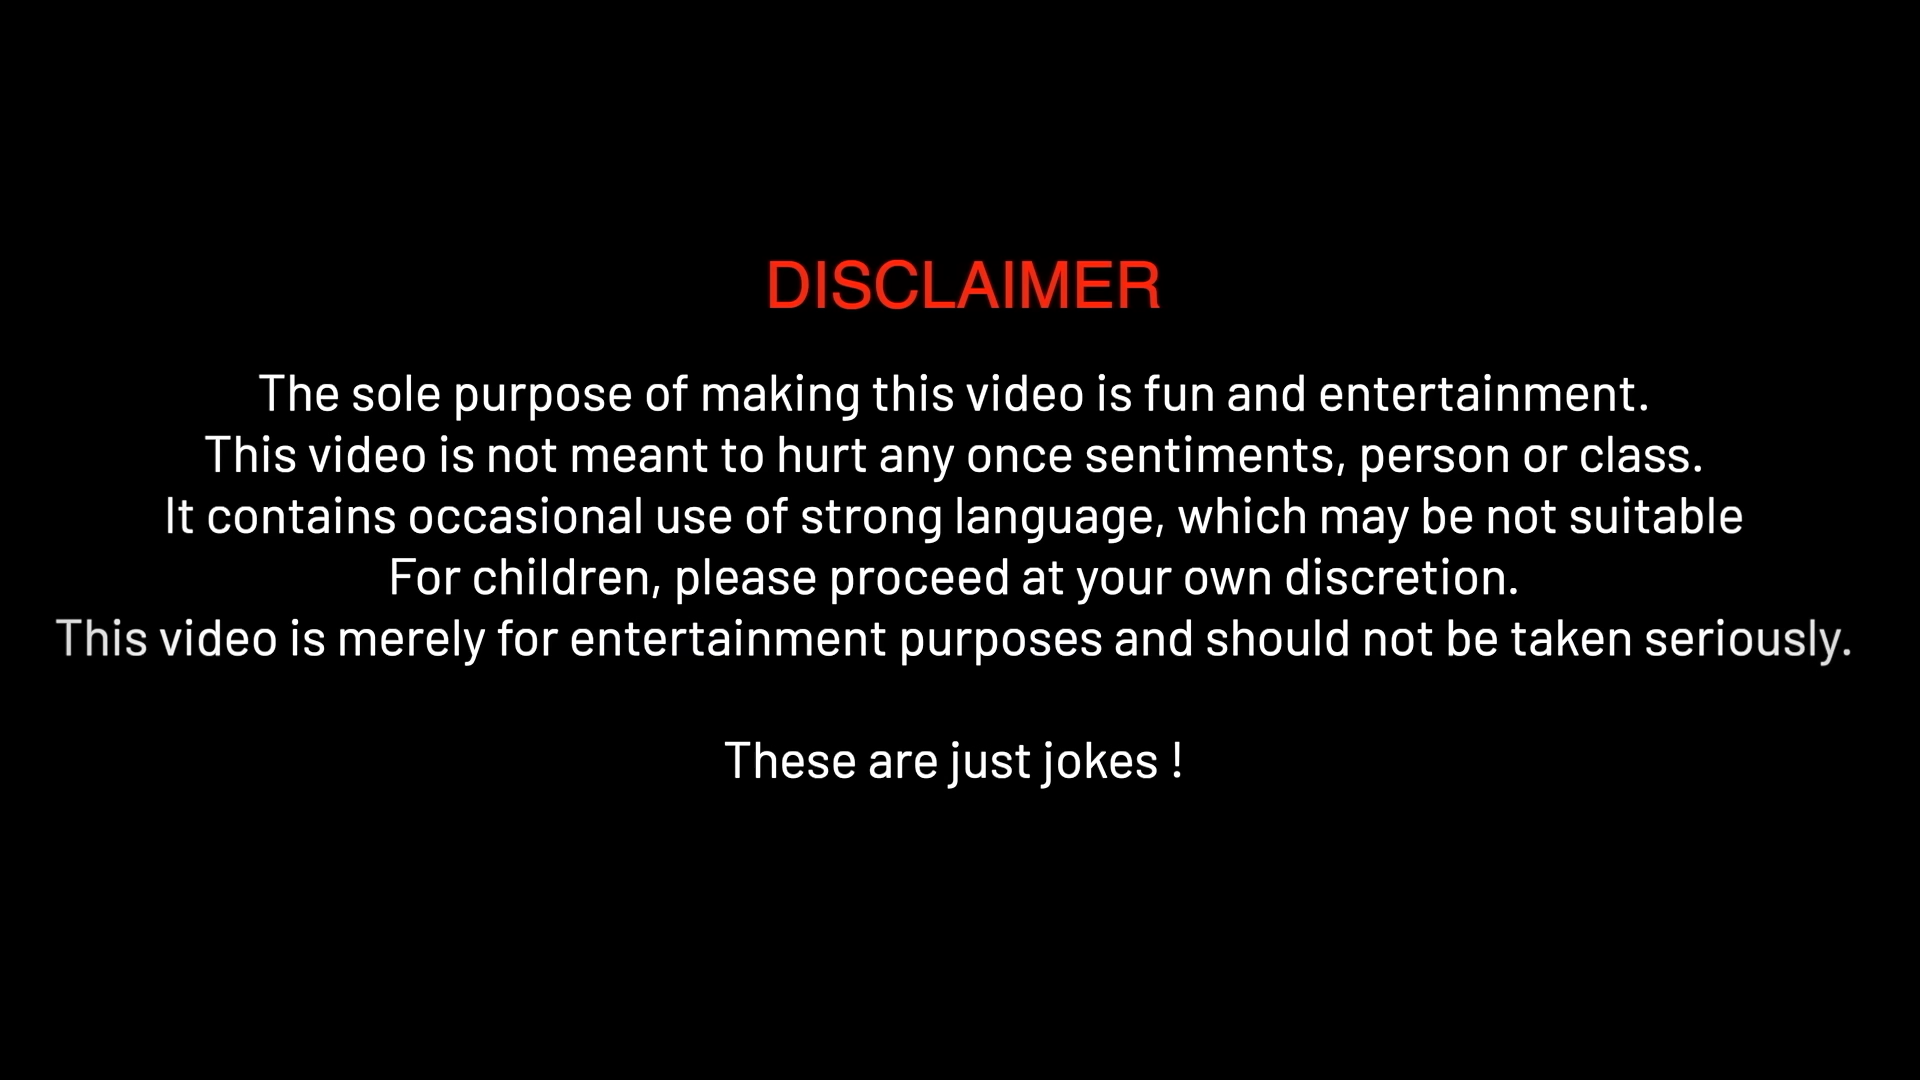 DISCLAIMER
The sole purpose of making this video is fun and entertainment.
This video is not meant to hurt any once sentiments, person or class.
It contains occasional use of strong language, which may be not suitable
For children, please proceed at your own discretion.
This video is merely for entertainment purposes and should not be taken seriously.
These are just jokes !